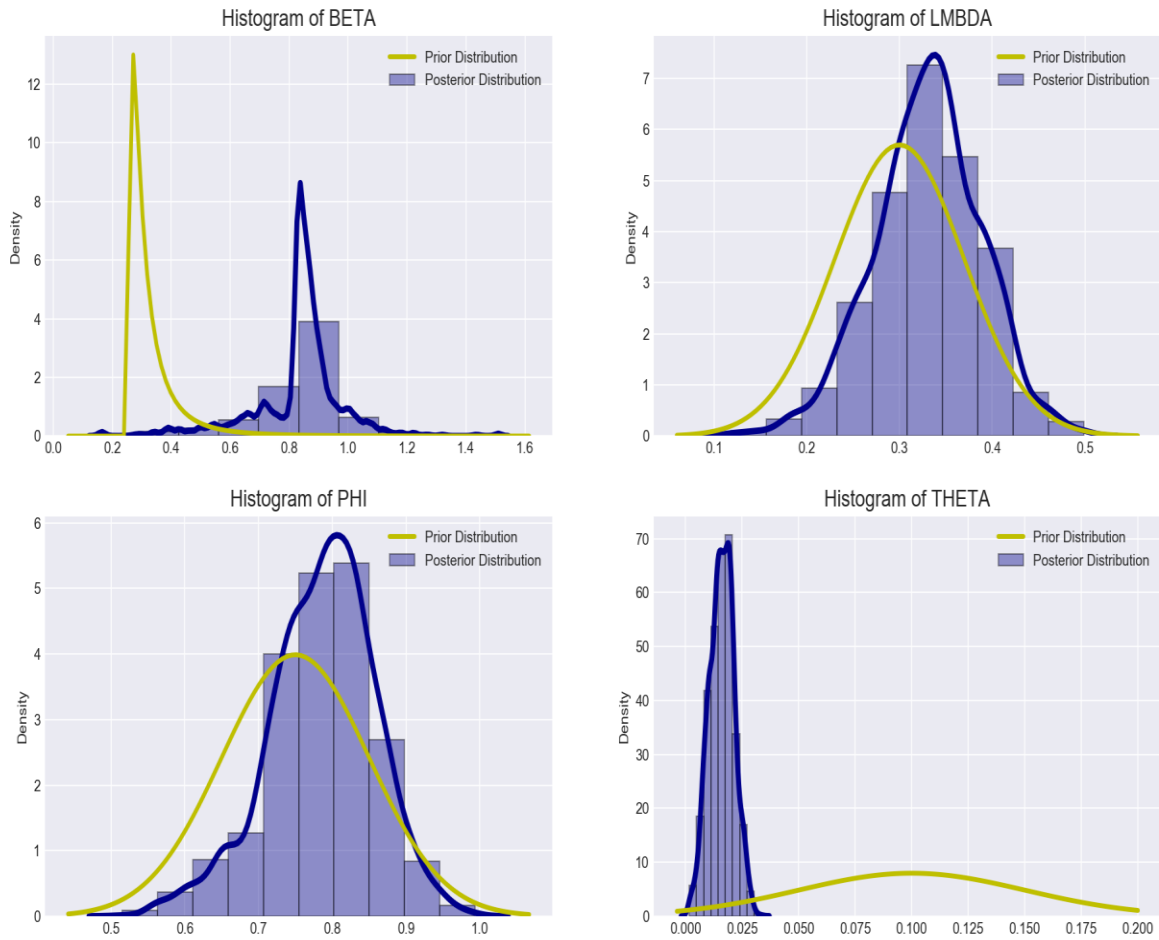 Histogram of BETA
Prior Distribution
Posterior Distribution
Density
12
10
8
6
4
2
0
0.0 0.2 0.4 0.6 0.8 1.0 1.2 1.4 1.6
Histogram of LMBDA
Prior Distribution
Posterior Distribution
Density
7
6
5
4
3
2
1
0
0.1 0.2 0.3 0.4 0.5
Histogram of PHI
Prior Distribution
Posterior Distribution
Density
6
5
4
3
2
1
0
0.5 0.6 0.7 0.8 0.9 1.0
Histogram of THETA
Prior Distribution
Posterior Distribution
Density
70
60
50
40
30
20
10
0
0.000 0.025 0.050 0.075 0.100 0.125 0.150 0.175 0.200